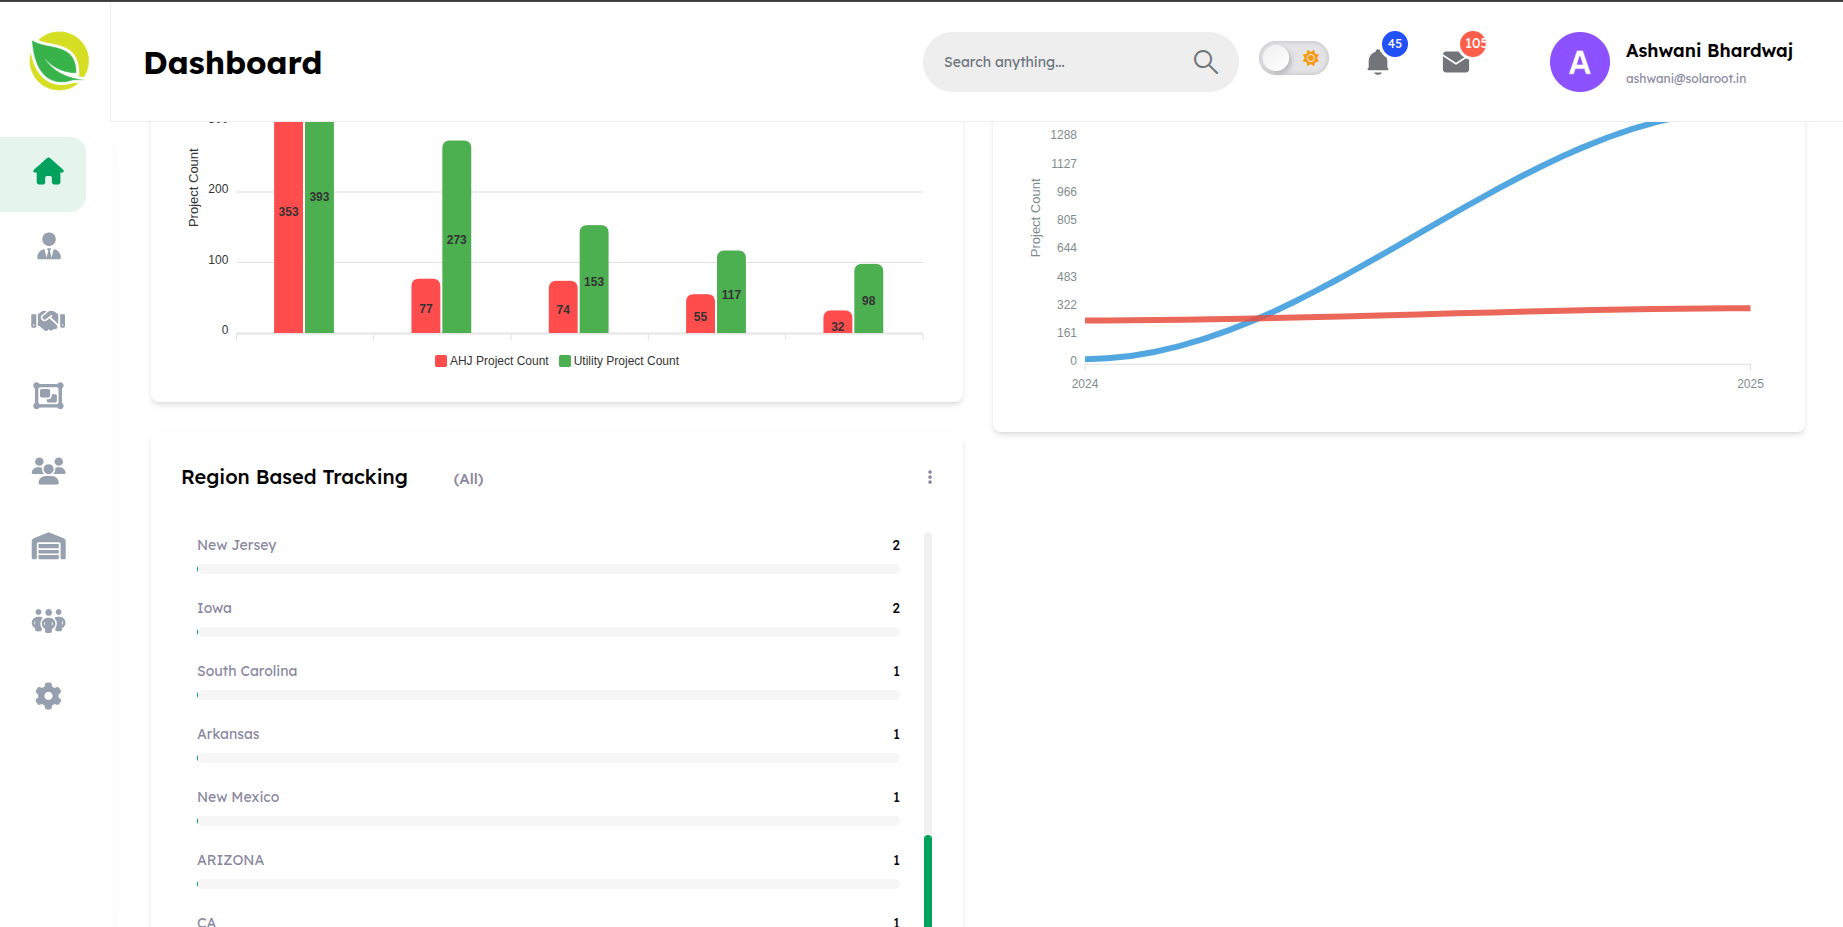 Dashboard
Search anything...
45
105
A
Ashwani Bhardwaj
ashwani@solaroot.in
Project Count
200
100
0
353
393
77
273
74
153
55
117
32
98
AHJ Project Count
Utility Project Count
Project Count
1288
1127
966
805
644
483
322
161
0
2024
2025
Region Based Tracking (All)
New Jersey 2
Iowa 2
South Carolina 1
Arkansas 1
New Mexico 1
ARIZONA 1
CA 1